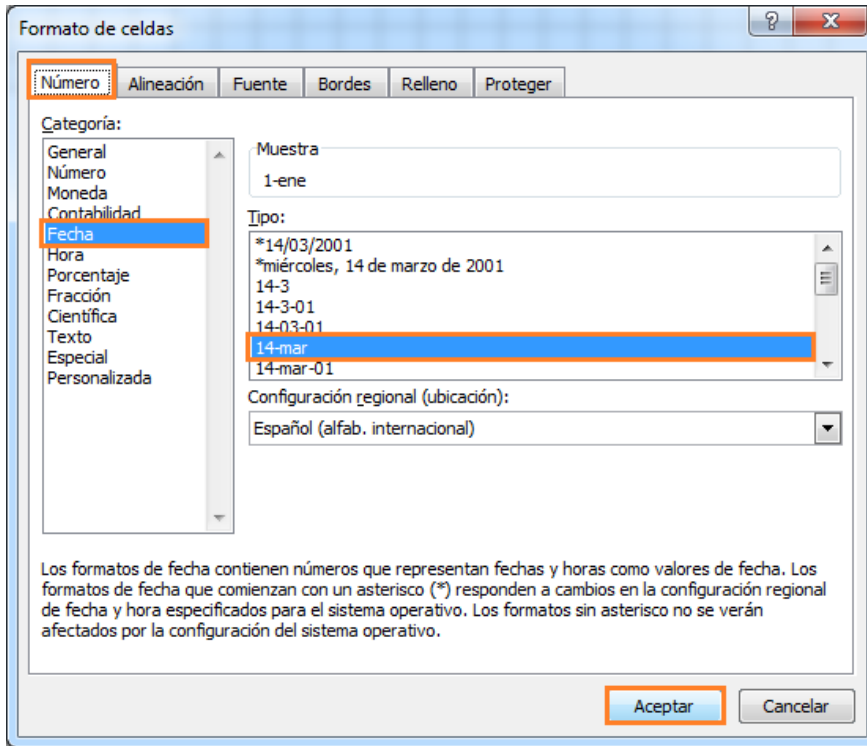 Formato de celdas
Número Alineación Fuente Bordes Relleno Proteger
Categoría:
General
Número
Moneda
Contabilidad
Fecha
Hora
Porcentaje
Fracción
Científica
Texto
Especial
Personalizada
Muestra
1-ene
Tipo:
*14/03/2001
*miércoles, 14 de marzo de 2001
14-3
14-3-01
14-03-01
14-mar
14-mar-01
Configuración regional (ubicación):
Español (alfab. internacional)
Los formatos de fecha contienen números que representan fechas y horas como valores de fecha. Los
formatos de fecha que comienzan con un asterisco (*) responden a cambios en la configuración regional
de fecha y hora especificados para el sistema operativo. Los formatos sin asterisco no se verán
afectados por la configuración del sistema operativo.
Aceptar Cancelar